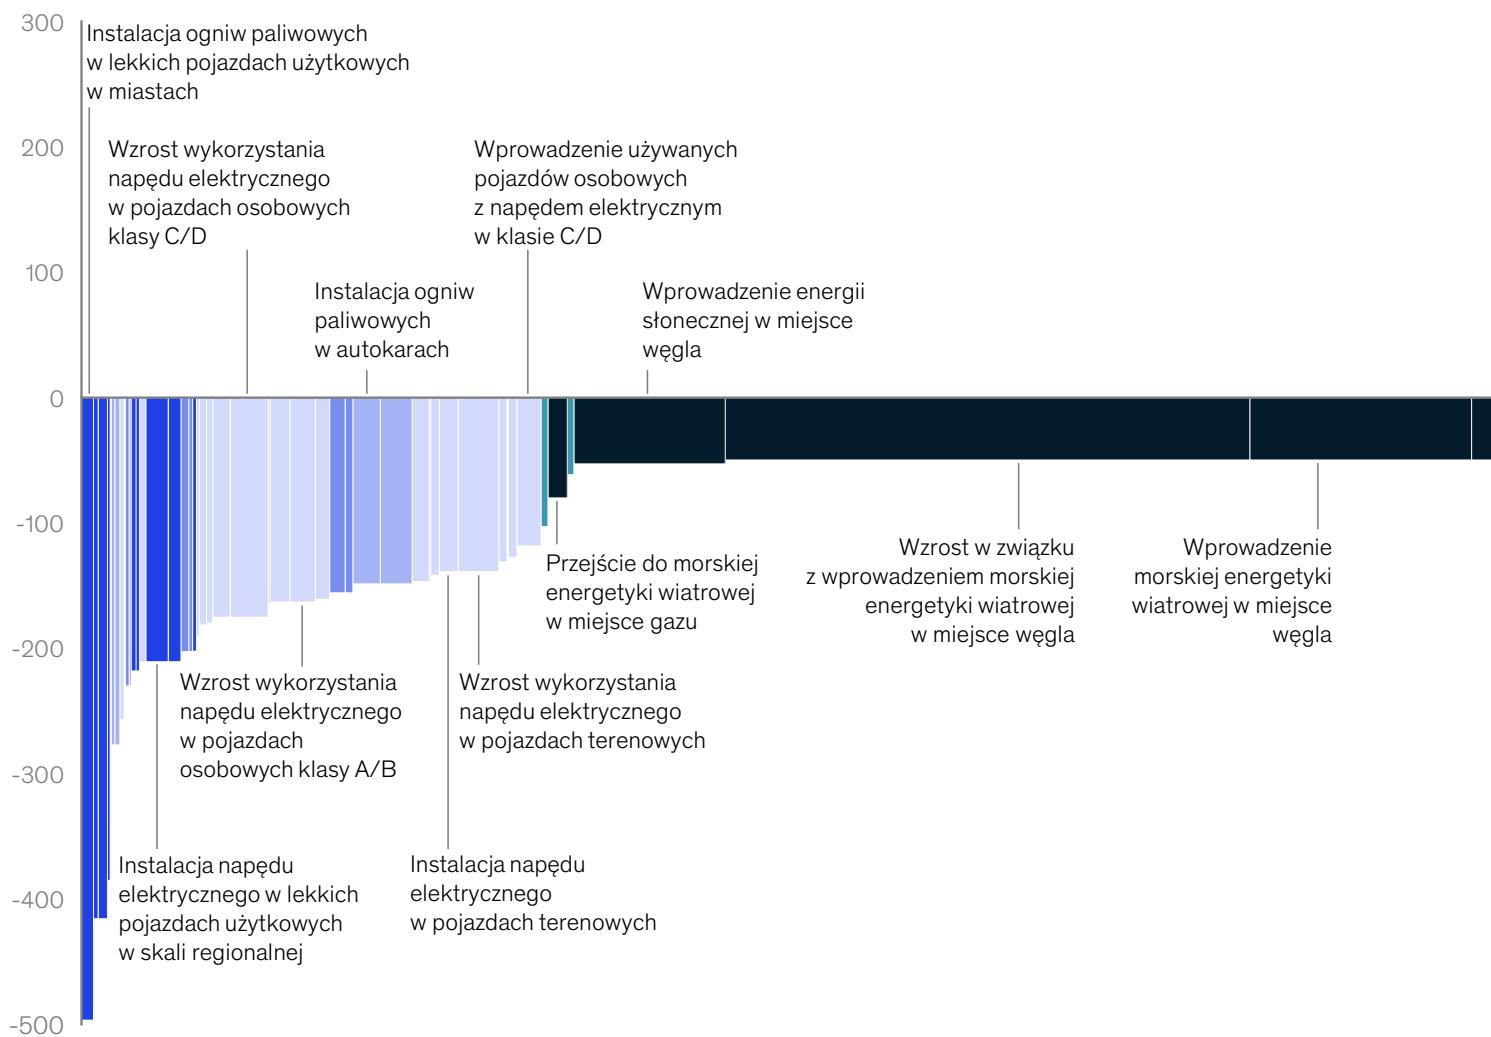 300
Instalacja ogniw paliwowych
w lekkich pojazdach użytkowych
w miastach
200
Wzrost wykorzystania
napędu elektrycznego
w pojazdach osobowych
klasy C/D
Wprowadzenie używanych
pojazdów osobowych
z napędem elektrycznym
w klasie C/D
100
Instalacja ogniw
paliwowych
w autokarach
Wprowadzenie energii
słonecznej w miejsce
węgla
0
-100
Przejście do morskiej
energetyki wiatrowej
w miejsce gazu
Wzrost w związku
z wprowadzeniem morskiej
energetyki wiatrowej
w miejsce węgla
Wprowadzenie
morskiej energetyki
wiatrowej w miejsce
węgla
-200
Wzrost wykorzystania
napędu elektrycznego
w pojazdach
osobowych klasy A/B
Wzrost wykorzystania
napędu elektrycznego
w pojazdach terenowych
-300
Instalacja napędu
elektrycznego w lekkich
pojazdach użytkowych
w skali regionalnej
Instalacja napędu
elektrycznego
w pojazdach terenowych
-400
-500